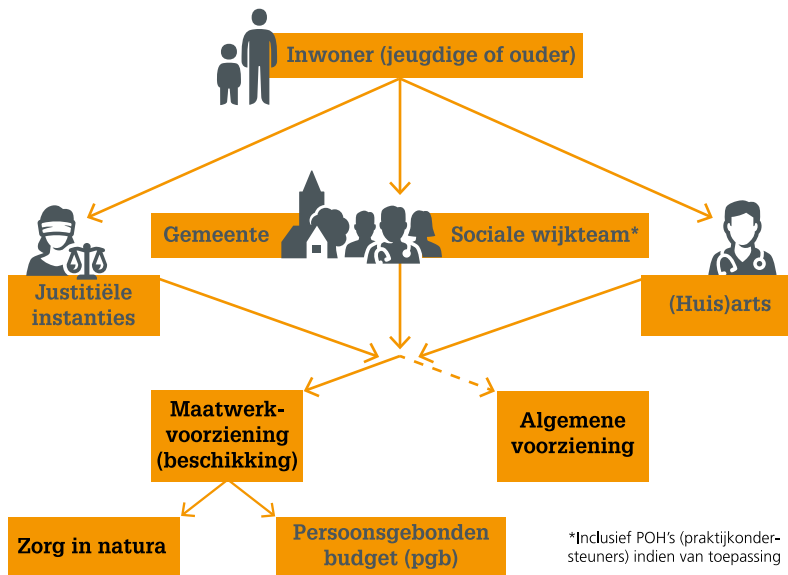 Inwoner (jeugdige of ouder)
Gemeente
Sociale wijkteam*
Justitiële
instanties
(Huis)arts
Maatwerk-
voorziening
(beschikking)
Algemene
voorziening
Zorg in natura
Persoonsgebonden
budget (pgb)
*Inclusief POH's (praktijkonder-
steuners) indien van toepassing